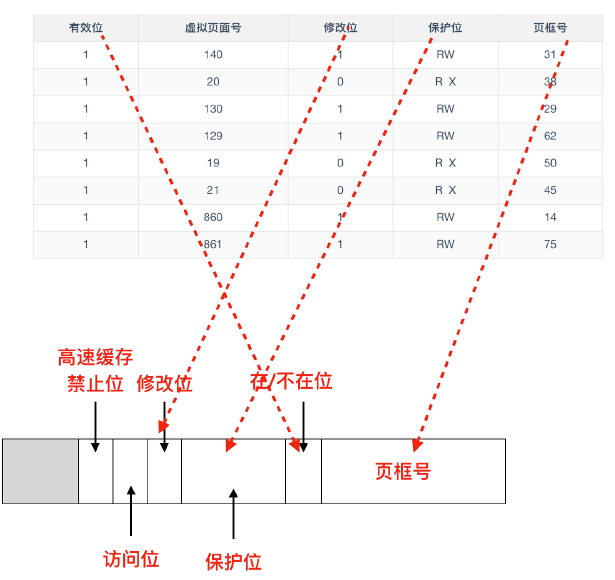 有效位 虚拟页面号 修改位 保护位 页框号
1 140 1 RW 31
1 20 0 R X 38
1 130 1 RW 29
1 129 1 RW 62
1 19 0 R X 50
1 21 0 R X 45
1 860 1 RW 14
1 861 1 RW 75
高速缓存
禁止位 修改位 在/不在位
页框号
访问位 保护位